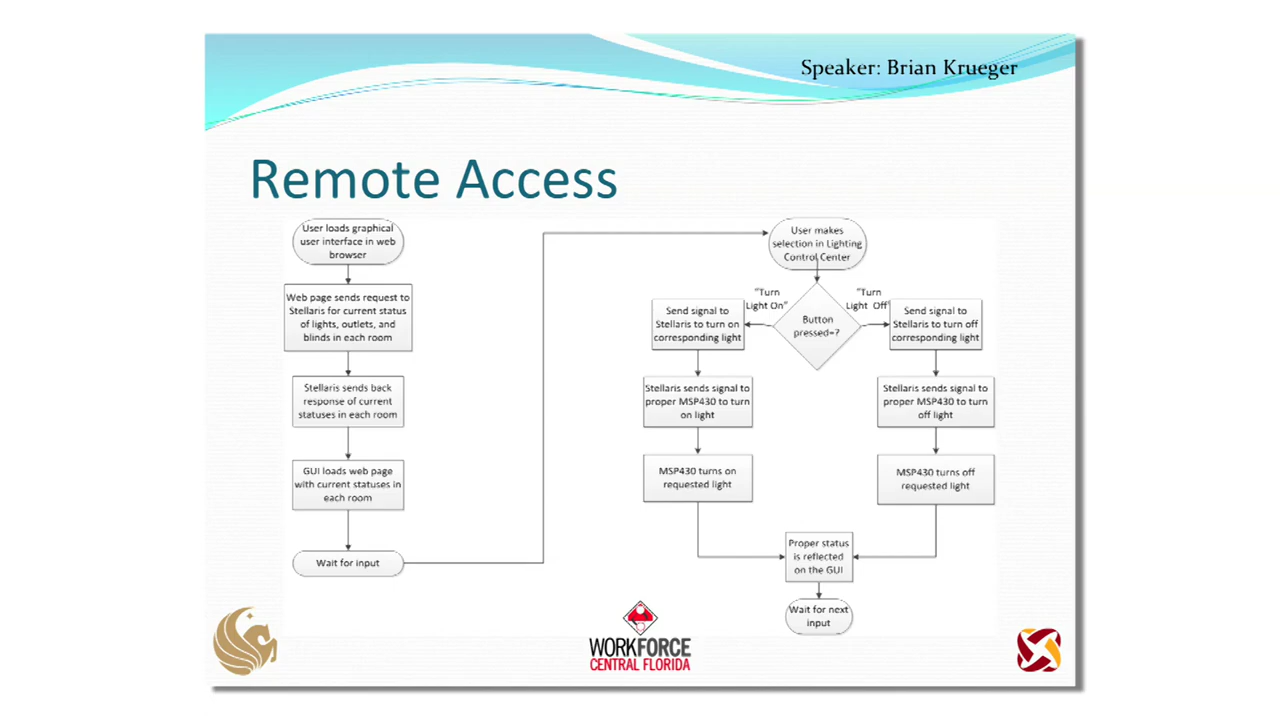 Speaker: Brian Krueger
Remote Access
User loads graphical
user interface in web
browser
Web page sends request to
Stellaris for current status
of lights, outlets, and
blinds in each room
Stellaris sends back
response of current
statuses in each room
GUI loads web page
with current statuses in
each room
Wait for input
User makes
selection in Lighting
Control Center
Button
pressed=?
"Turn
Light On"
Send signal to
Stellaris to turn on
corresponding light
Stellaris sends signal to
proper MSP430 to turn
on light
MSP430 turns on
requested light
"Turn
Light Off"
Send signal to
Stellaris to turn off
corresponding light
Stellaris sends signal to
proper MSP430 to turn
off light
MSP430 turns off
requested light
Proper status
is reflected
on the GUI
Wait for next
input
WORKFORCE
CENTRAL FLORIDA